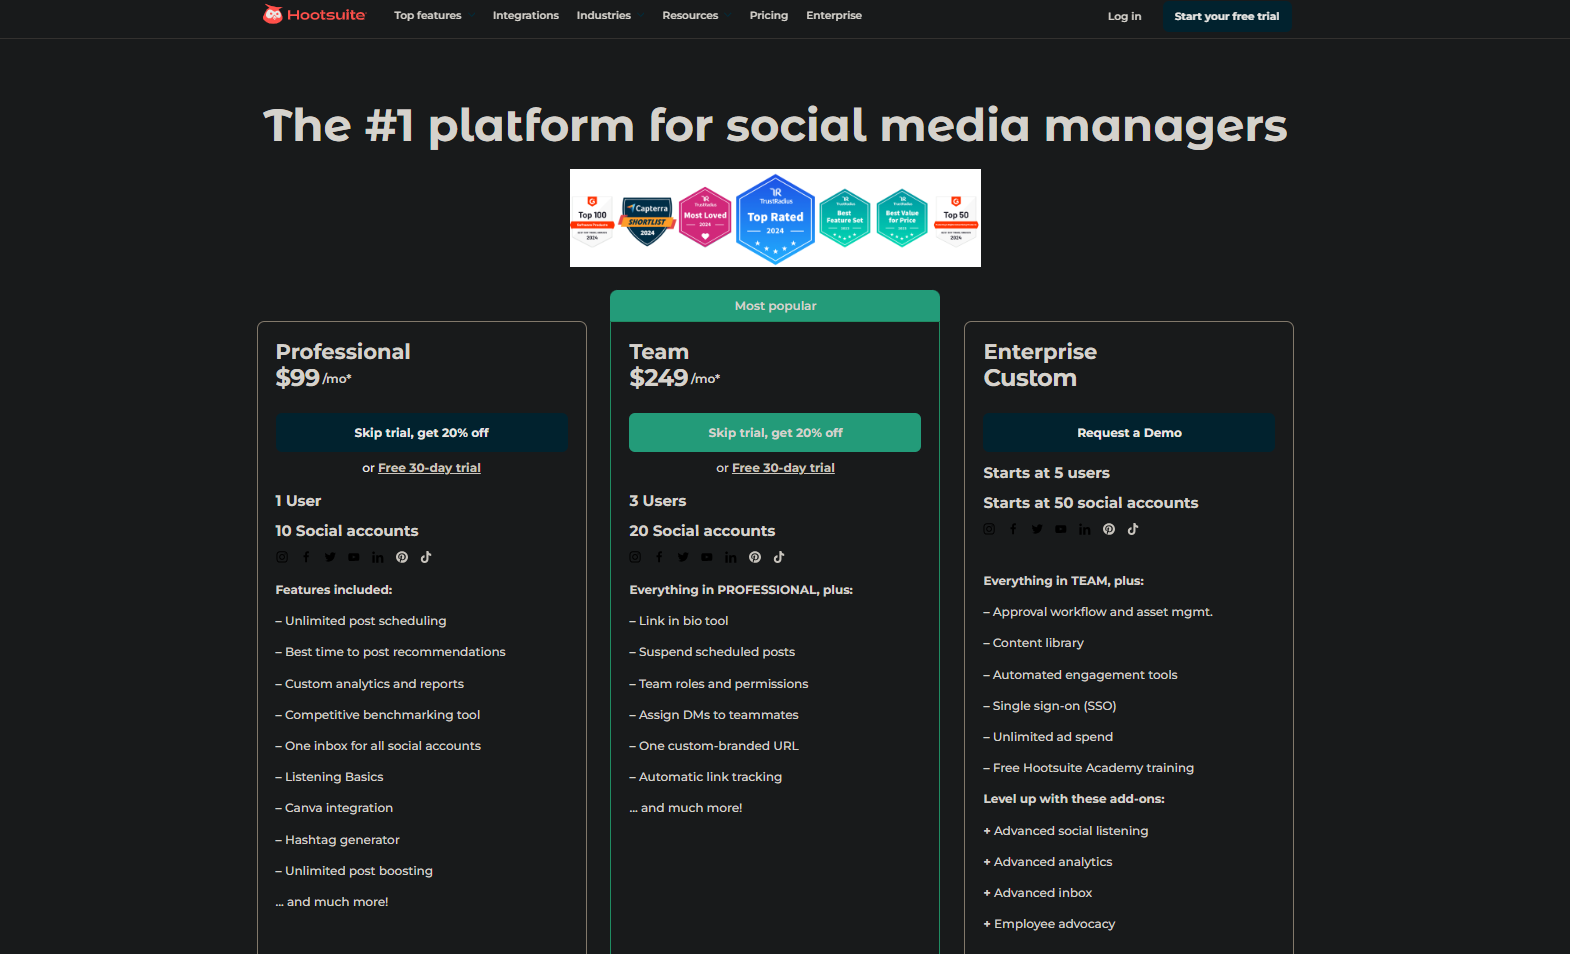 Hootsuite
Top features
Integrations
Industries
Resources
Pricing
Enterprise
Log in
Start your free trial
The #1 platform for social media managers
Top 100
2024
Capterra
SHORTLIST
2024
TrustRadius
Most Loved
2024
TR
TrustRadius
Top Rated
2024
Best
Feature Set
Best Value
for Price
Top 50
2024
Most popular
Professional
$99 /mo*
Skip trial, get 20% off
or Free 30-day trial
1 User
10 Social accounts
Features included:
– Unlimited post scheduling
– Best time to post recommendations
– Custom analytics and reports
– Competitive benchmarking tool
– One inbox for all social accounts
– Listening Basics
– Canva integration
– Hashtag generator
– Unlimited post boosting
... and much more!
Team
$249 /mo*
Skip trial, get 20% off
or Free 30-day trial
3 Users
20 Social accounts
Everything in PROFESSIONAL, plus:
– Link in bio tool
– Suspend scheduled posts
– Team roles and permissions
– Assign DMs to teammates
– One custom-branded URL
– Automatic link tracking
... and much more!
Enterprise
Custom
Request a Demo
Starts at 5 users
Starts at 50 social accounts
Everything in TEAM, plus:
– Approval workflow and asset mgmt.
– Content library
– Automated engagement tools
– Single sign-on (SSO)
– Unlimited ad spend
– Free Hootsuite Academy training
Level up with these add-ons:
+ Advanced social listening
+ Advanced analytics
+ Advanced inbox
+ Employee advocacy